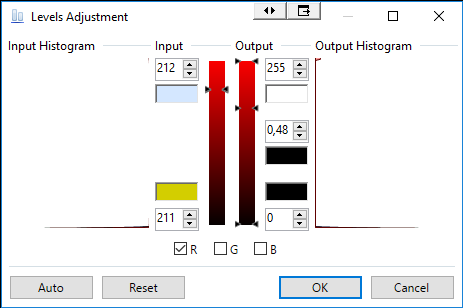 Levels Adjustment
Input Histogram Input Output Output Histogram
212 255
0,48
211 0
R G B
Auto Reset OK Cancel